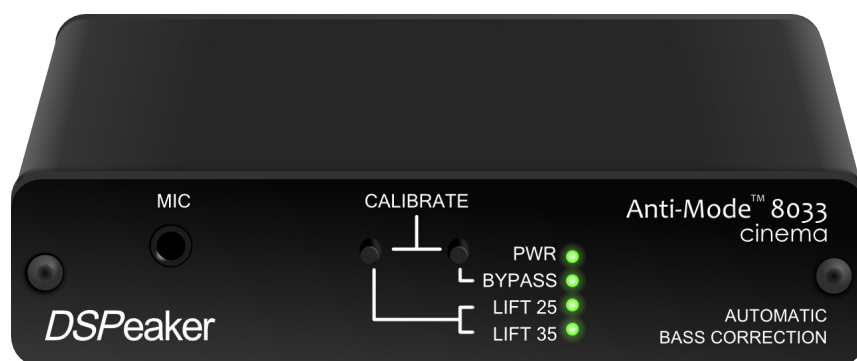 MIC
CALIBRATE
Anti-Mode™ 8033
cinema
PWR
BYPASS
LIFT 25
LIFT 35
DSPeaker
AUTOMATIC
BASS CORRECTION